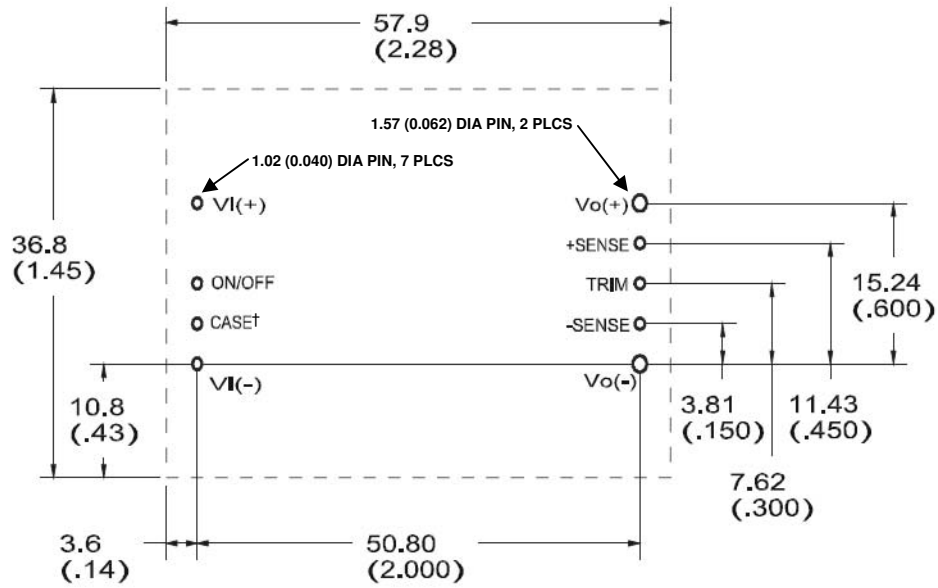 57.9
(2.28)
1.57 (0.062) DIA PIN, 2 PLCS
1.02 (0.040) DIA PIN, 7 PLCS
VI(+)
Vo(+)
+SENSE
36.8
(1.45)
ON/OFF
TRIM
15.24
(.600)
CASE†
-SENSE
VI(-)
Vo(-)
10.8
(.43)
3.81
(.150)
11.43
(.450)
7.62
(.300)
3.6
(.14)
50.80
(2.000)